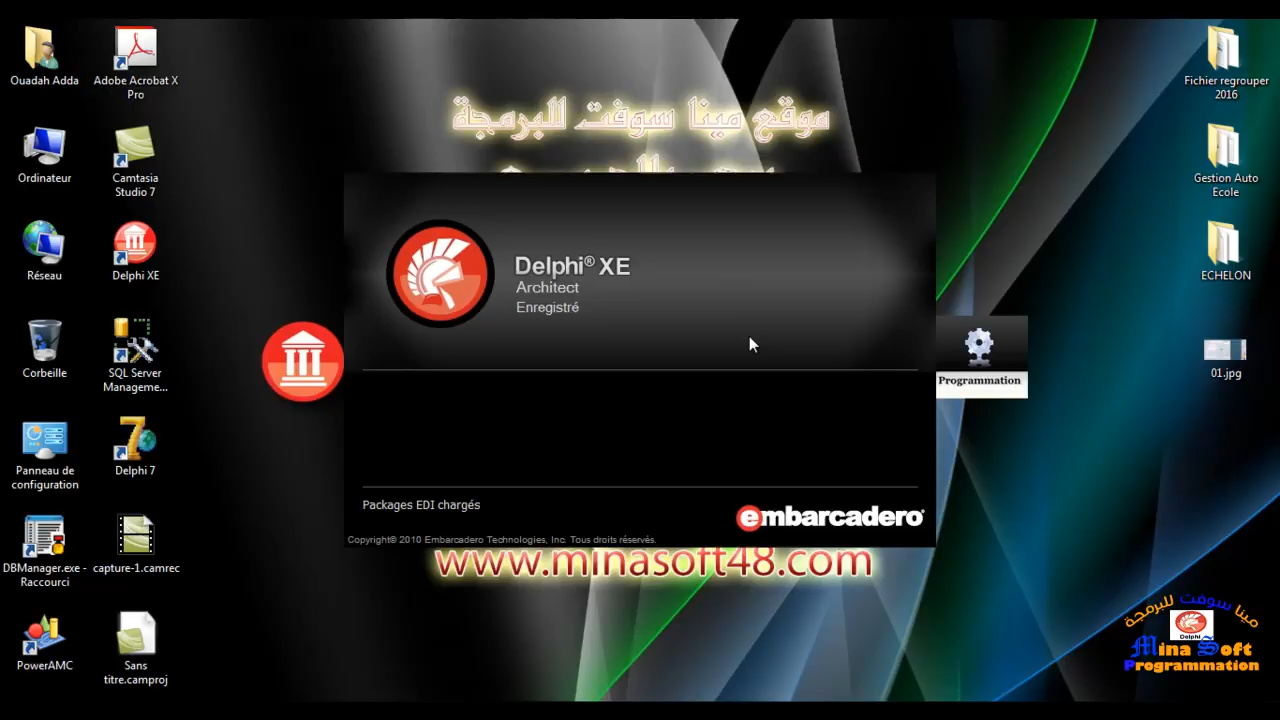 Ouadah Adda
Adobe Acrobat X
Pro
Ordinateur
Camtasia
Studio 7
Réseau
Delphi XE
Corbeille
SQL Server
Manageme...
Panneau de
configuration
7
Delphi 7
DBManager.exe -
Raccourci
capture-1.camrec
PowerAMC
Sans
titre.camproj
موقع مينا سوفت للبرمجة
Delphi® XE
Architect
Enregistré
Packages EDI chargés
embarcadero®
Copyright© 2010 Embarcadero Technologies, Inc. Tous droits réservés.
www.minasoft48.com
Programmation
Fichier regrouper
2016
Gestion Auto
Ecole
ECHELON
01.jpg
مينا سوفت للبرمجة
Delphi
Mina Soft
Programmation